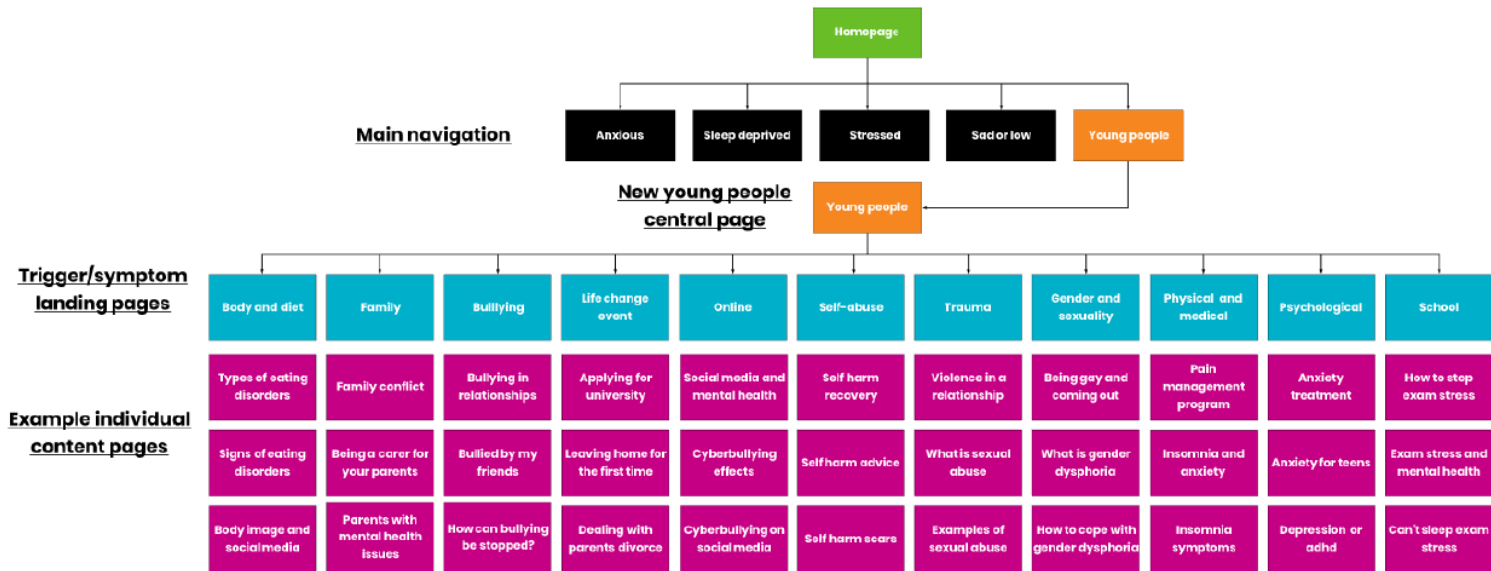 Homepage
Main navigation
Anxious
Sleep deprived
Stressed
Sad or low
Young people
New young people
central page
Young people
Trigger/symptom
landing pages
Body and diet
Family
Bulllying
Life change
event
Online
Self-abuse
Trauma
Gender and
sexuality
Physical and
medical
Psychological
School
Example individual
content pages
Types of eating
disorders
Family conflict
Bullying in
relationships
Applying for
university
Social media and
mental health
Self harm
recovery
Violence in a
relationship
Being gay and
coming out
Pain
management
program
Anxiety
treatment
How to stop
exam stress
Signs of eating
disorders
Being a carer for
your parents
Bullied by my
friends
Leaving home for
the first time
Cyberbullying
effects
Self harm advice
What is sexual
abuse
What is gender
dysphoria
Insomnia and
anxiety
Anxiety for teens
Exam stress and
mental health
Body image and
social media
Parents with
mental health
issues
How can bullying
be stopped?
Dealing with
parents divorce
Cyberbullying on
social media
Self harm scars
Examples of
sexual abuse
How to cope with
gender dysphoria
Insomnia
symptoms
Depression or
adhd
Can't sleep exam
stress